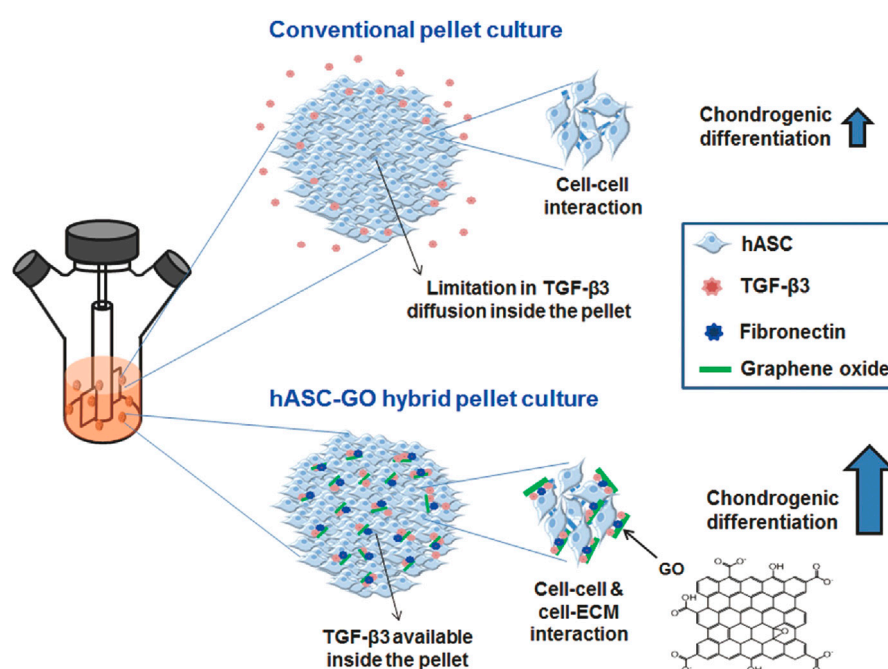 Conventional pellet culture
Chondrogenic
differentiation
Cell-cell
interaction
Limitation in TGF-β3
diffusion inside the pellet
hASC
TGF-β3
Fibronectin
Graphene oxide
hASC-GO hybrid pellet culture
Chondrogenic
differentiation
GO
Cell-cell &
cell-ECM
interaction
TGF-β3 available
inside the pellet
O
O⁻
OH
O
O⁻
O
OH
O
O⁻
O
O⁻
O
O⁻
OH
O
O⁻